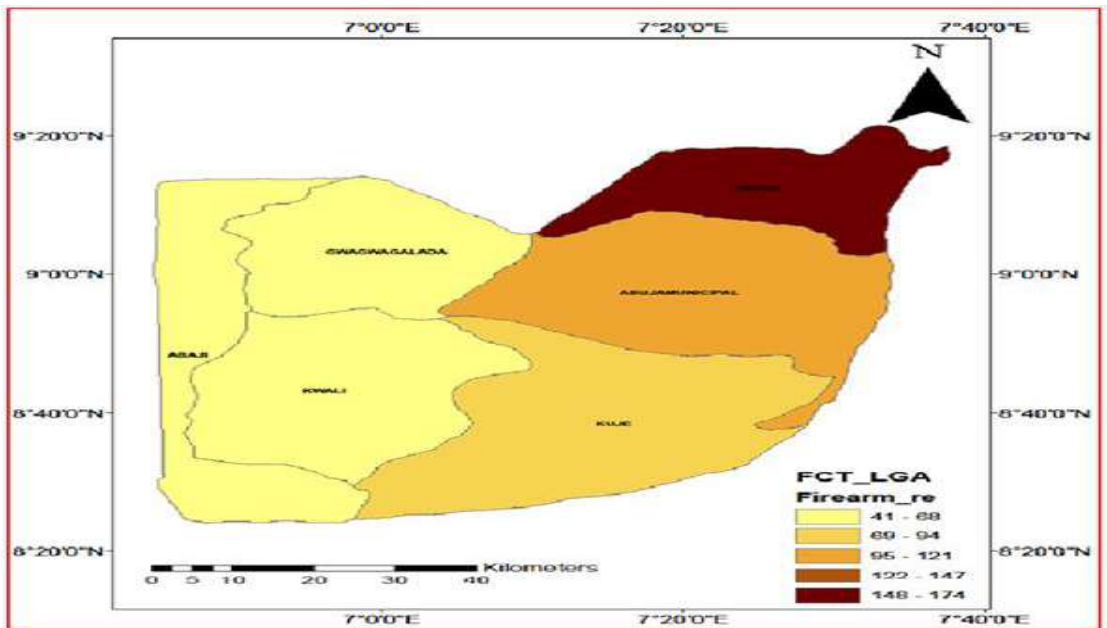 7°0'0"E 7°20'0"E 7°40'0"E
N
9°20'0"N 9°20'0"N
GWAGWAGALADA
9°0'0"N 9°0'0"N
ABUJAMUNICIPAL
ABAJI
KWALI
8°40'0"N 8°40'0"N
KUJE
FCT_LGA
Firearm_re
41 - 68
69 - 94
95 - 121
122 - 147
148 - 174
8°20'0"N 8°20'0"N
Kilometers
0 5 10 20 30 40
7°0'0"E 7°20'0"E 7°40'0"E